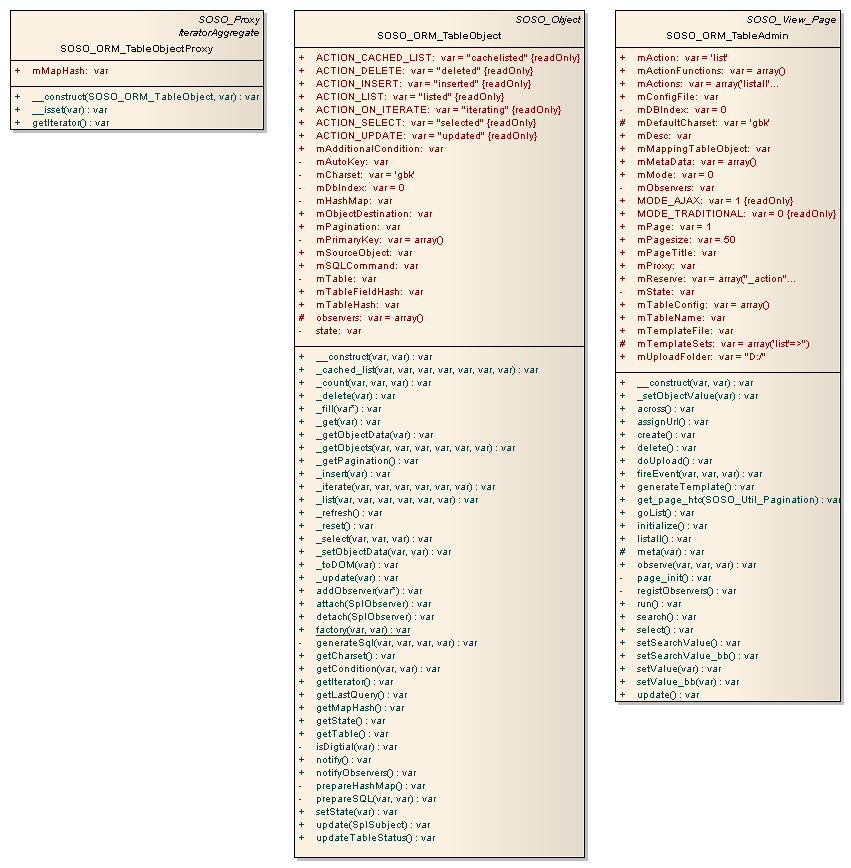 SOSO_Proxy
IteratorAggregate
SOSO_ORM_TableObjectProxy
+ mMapHash: var
+ __construct(SOSO_ORM_TableObject, var) : var
+ __isset(var) : var
+ getIterator() : var
SOSO_Object
SOSO_ORM_TableObject
+ ACTION_CACHED_LIST: var = "cachelisted" {readOnly}
+ ACTION_DELETE: var = "deleted" {readOnly}
+ ACTION_INSERT: var = "inserted" {readOnly}
+ ACTION_LIST: var = "listed" {readOnly}
+ ACTION_ON_ITERATE: var = "iterating" {readOnly}
+ ACTION_SELECT: var = "selected" {readOnly}
+ ACTION_UPDATE: var = "updated" {readOnly}
+ mAdditionalCondition: var
- mAutoKey: var
- mCharset: var = 'gbk'
- mDbIndex: var = 0
- mHashMap: var
+ mObjectDestination: var
+ mPagination: var
- mPrimaryKey: var = array()
+ mSourceObject: var
+ mSQLCommand: var
- mTable: var
+ mTableFieldHash: var
+ mTableHash: var
# observers: var = array()
- state: var
+ __construct(var, var) : var
+ _cached_list(var, var, var, var, var, var, var) : var
+ _count(var, var, var) : var
+ _delete(var) : var
+ _fill(var*) : var
+ _get(var) : var
+ _getObjectData(var) : var
+ _getObjects(var, var, var, var, var, var) : var
+ _getPagination() : var
+ _insert(var) : var
+ _iterate(var, var, var, var, var, var) : var
+ _list(var, var, var, var, var, var) : var
+ _refresh() : var
+ _reset() : var
+ _select(var, var, var) : var
+ _setObjectData(var, var, var) : var
+ _toDOM(var) : var
+ _update(var) : var
+ addObserver(var*) : var
+ attach(SplObserver) : var
+ detach(SplObserver) : var
+ factory(var, var) : var
- generateSql(var, var, var, var) : var
+ getCharset() : var
+ getCondition(var, var, var) : var
+ getIterator() : var
+ getLastQuery() : var
+ getMapHash() : var
+ getState() : var
+ getTable() : var
- isDigtial(var) : var
+ notify() : var
+ notifyObservers() : var
- prepareHashMap() : var
- prepareSQL(var, var) : var
+ setState(var) : var
+ update(SplSubject) : var
+ updateTableStatus() : var
SOSO_View_Page
SOSO_ORM_TableAdmin
+ mAction: var = 'list'
+ mActionFunctions: var = array()
+ mActions: var = array('listall'...
+ mConfigFile: var
- mDBIndex: var = 0
# mDefaultCharset: var = 'gbk'
+ mDesc: var
+ mMappingTableObject: var
+ mMetaData: var = array()
+ mMode: var = 0
- mObservers: var
+ MODE_AJAX: var = 1 {readOnly}
+ MODE_TRADITIONAL: var = 0 {readOnly}
+ mPage: var = 1
+ mPagesize: var = 50
+ mPageTitle: var
+ mProxy: var
+ mReserve: var = array("_action"...
- mState: var
+ mTableConfig: var = array()
+ mTableName: var
+ mTemplateFile: var
# mTemplateSets: var = array('list'=>'')
+ mUploadFolder: var = "D:/"
+ __construct(var, var) : var
+ _setObjectValue(var) : var
+ across() : var
+ assignUrl() : var
+ create() : var
+ delete() : var
+ doUpload() : var
+ fireEvent(var, var, var) : var
+ generateTemplate() : var
+ get_page_htc(SOSO_Util_Pagination) : var
+ goList() : var
+ initialize() : var
+ listall() : var
# meta(var) : var
+ observe(var, var, var) : var
- page_init() : var
- registObservers() : var
+ run() : var
+ search() : var
+ select() : var
+ setSearchValue() : var
+ setSearchValue_bb() : var
+ setValue(var) : var
+ setValue_bb(var) : var
+ update() : var